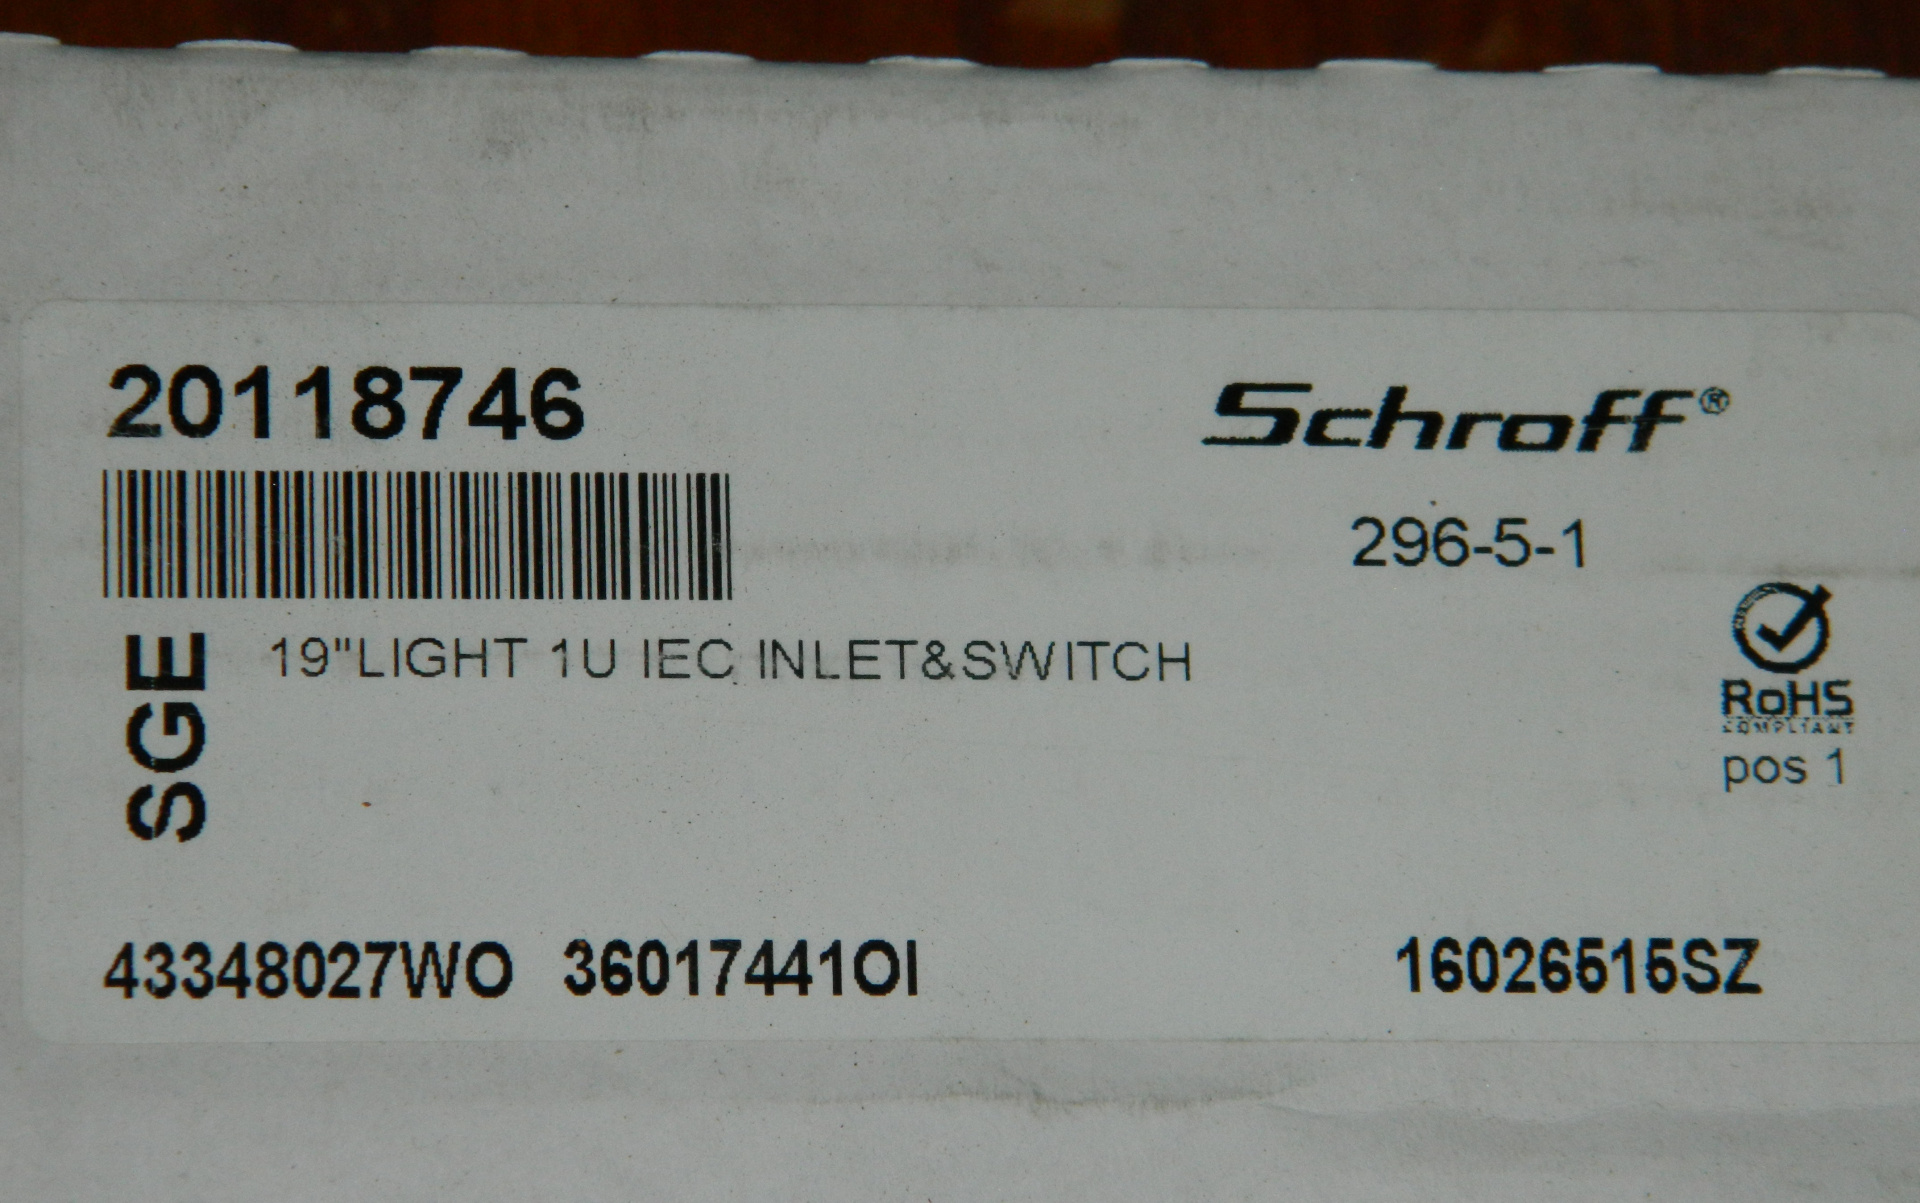 20118746
Schroff®
296-5-1
SGE
19"LIGHT 1U IEC INLET&SWITCH
RoHS
COMPLIANT
pos 1
43348027WO 36017441OI
16026515SZ